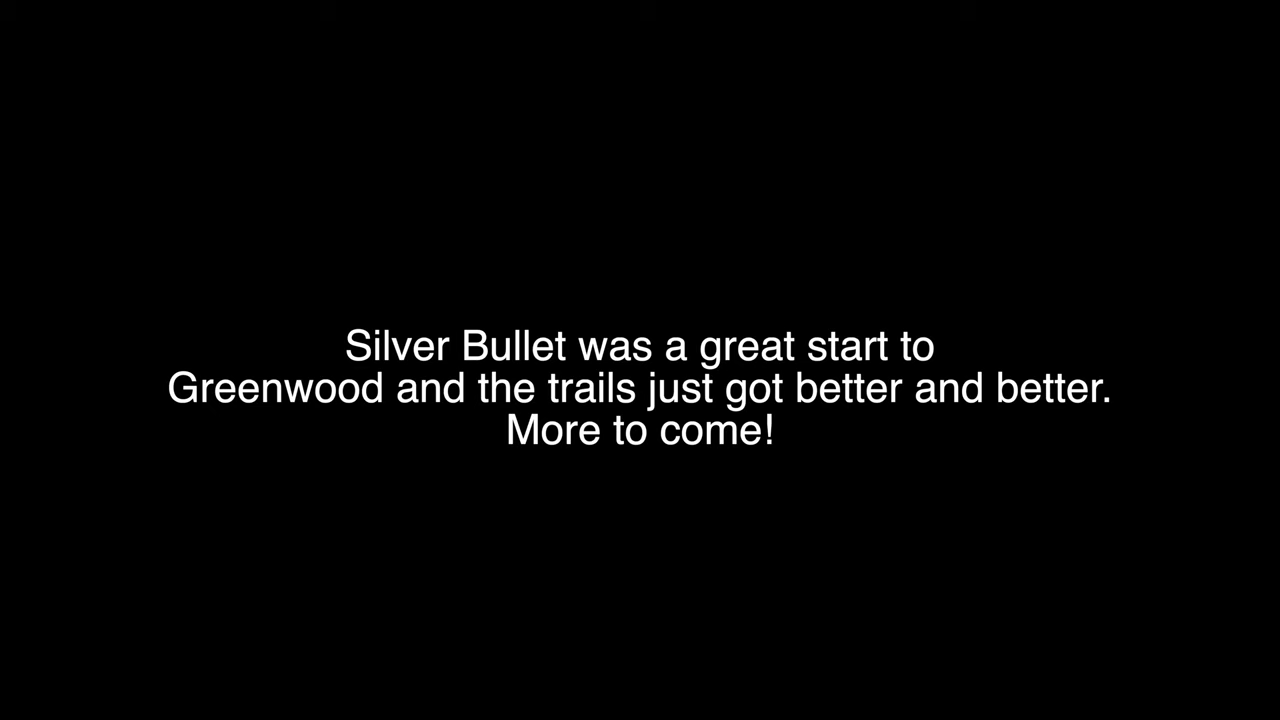 Silver Bullet was a great start to
Greenwood and the trails just got better and better.
More to come!